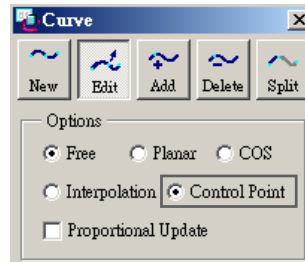 Curve
New Edit Add Delete Split
Options
Free Planar COS
Interpolation Control Point
Proportional Update